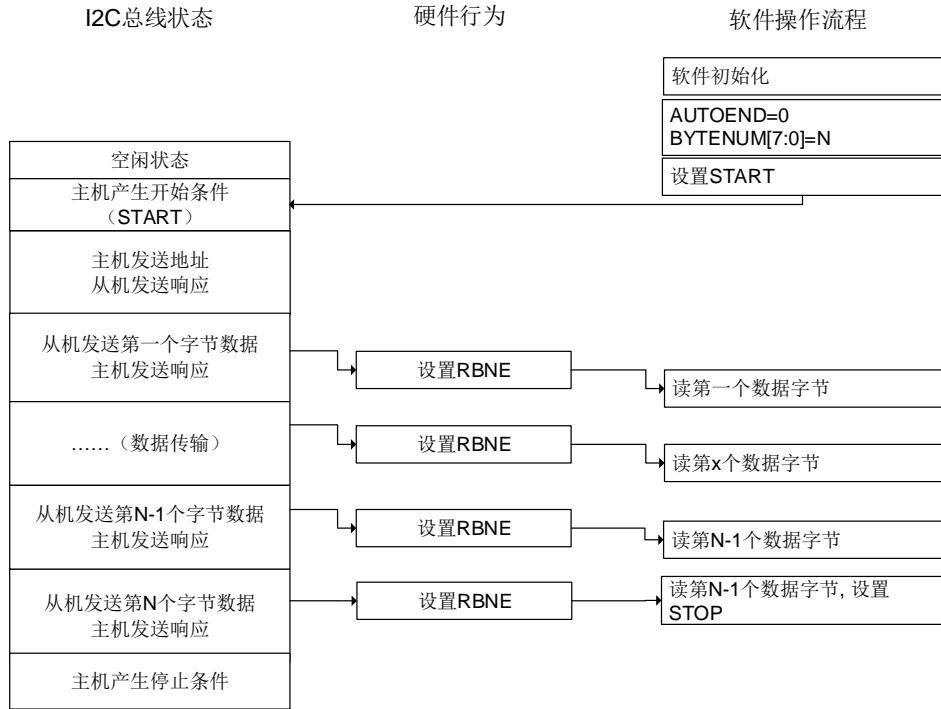 I2C总线状态
硬件行为
软件操作流程
软件初始化
AUTOEND=0
BYTENUM[7:0]=N
设置START
空闲状态
主机产生开始条件
（START）
主机发送地址
从机发送响应
从机发送第一个字节数据
主机发送响应
设置RBNE
读第一个数据字节
……（数据传输）
设置RBNE
读第x个数据字节
从机发送第N-1个字节数据
主机发送响应
设置RBNE
读第N-1个数据字节
从机发送第N个字节数据
主机发送响应
设置RBNE
读第N-1个数据字节, 设置
STOP
主机产生停止条件